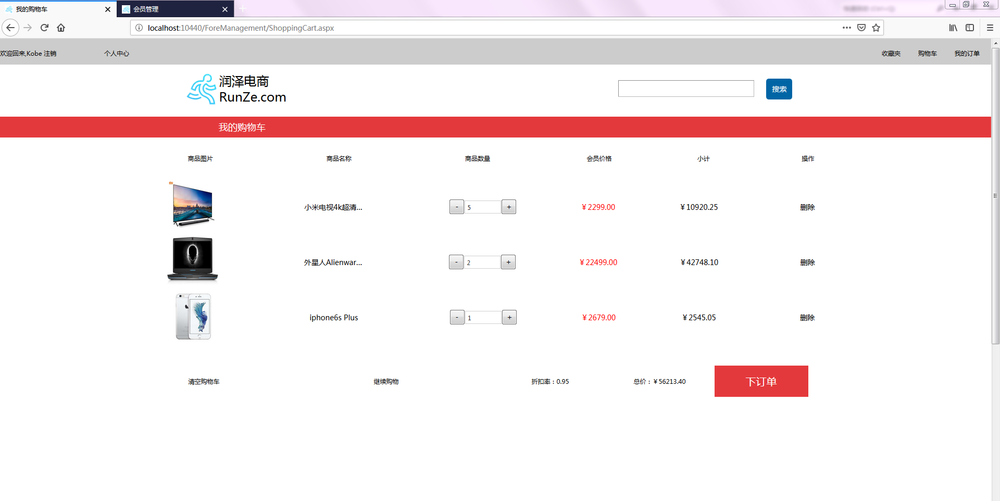 我的购物车
会员管理
localhost:10440/ForeManagement/ShoppingCart.aspx
欢迎回来,Kobe 注销 个人中心 收藏夹 购物车 我的订单
润泽电商
RunZe.com
搜索
我的购物车
商品图片 商品名称 商品数量 会员价格 小计 操作
小米电视4k超清... - 5 + ￥2299.00 ￥10920.25 删除
外星人Alienwar... - 2 + ￥22499.00 ￥42748.10 删除
iphone6s Plus - 1 + ￥2679.00 ￥2545.05 删除
清空购物车 继续购物 折扣率：0.95 总价：￥56213.40 下订单